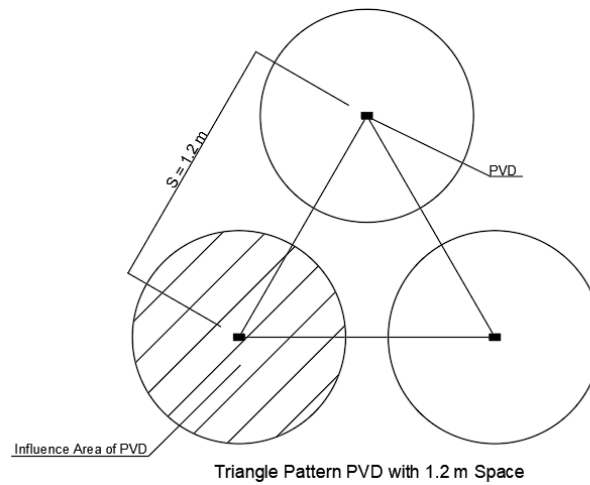 S = 1.2 m
PVD
Influence Area of PVD
Triangle Pattern PVD with 1.2 m Space